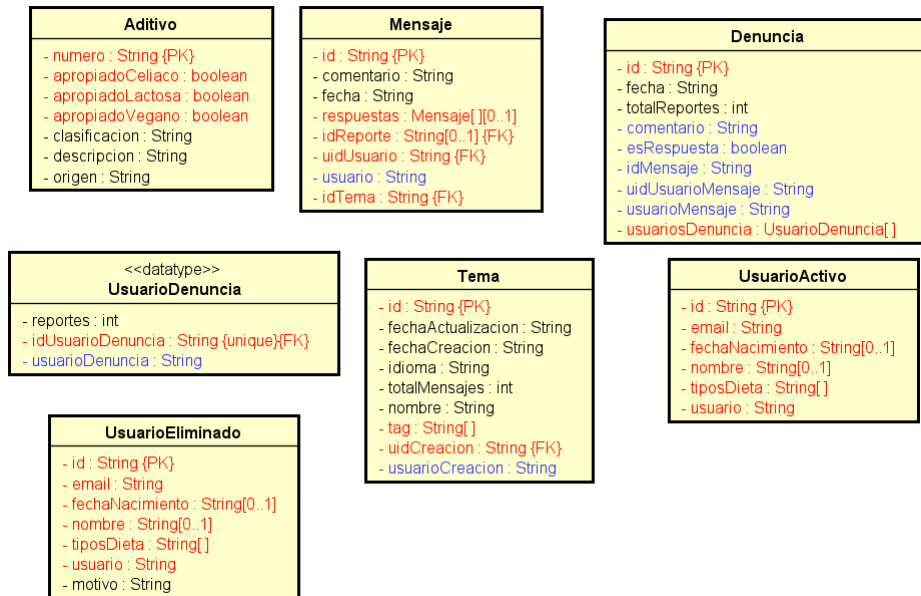 Aditivo
- numero : String {PK}
- apropiadoCeliaco : boolean
- apropiadoLactosa : boolean
- apropiadoVegano : boolean
- clasificacion : String
- descripcion : String
- origen : String
Mensaje
- id : String {PK}
- comentario : String
- fecha : String
- respuestas : Mensaje[ ][0..1]
- idReporte : String[0..1] {FK}
- uidUsuario : String {FK}
- usuario : String
- idTema : String {FK}
Denuncia
- id : String {PK}
- fecha : String
- totalReportes : int
- comentario : String
- esRespuesta : boolean
- idMensaje : String
- uidUsuarioMensaje : String
- usuarioMensaje : String
- usuariosDenuncia : UsuarioDenuncia[ ]
<<datatype>>
UsuarioDenuncia
- reportes : int
- idUsuarioDenuncia : String {unique}{FK}
- usuarioDenuncia : String
Tema
- id : String {PK}
- fechaActualizacion : String
- fechaCreacion : String
- idioma : String
- totalMensajes : int
- nombre : String
- tag : String[ ]
- uidCreacion : String {FK}
- usuarioCreacion : String
UsuarioActivo
- id : String {PK}
- email : String
- fechaNacimiento : String[0..1]
- nombre : String[0..1]
- tiposDieta : String[ ]
- usuario : String
UsuarioEliminado
- id : String {PK}
- email : String
- fechaNacimiento : String[0..1]
- nombre : String[0..1]
- tiposDieta : String[ ]
- usuario : String
- motivo : String